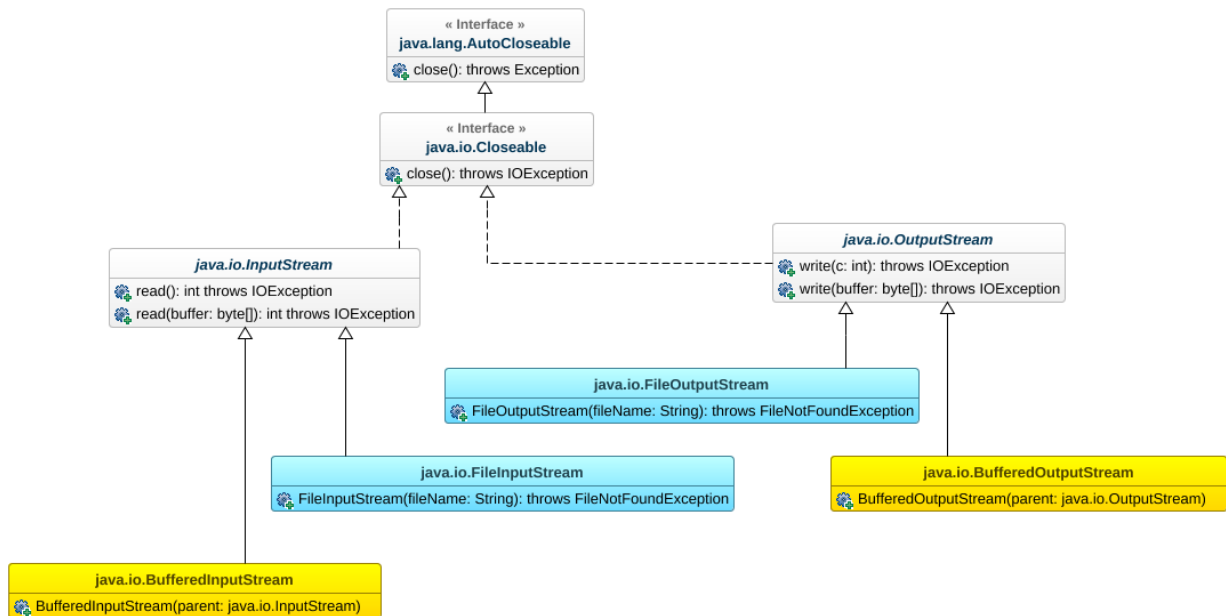 « Interface »
java.lang.AutoCloseable
close(): throws Exception
« Interface »
java.io.Closeable
close(): throws IOException
java.io.InputStream
read(): int throws IOException
read(buffer: byte[]): int throws IOException
java.io.OutputStream
write(c: int): throws IOException
write(buffer: byte[]): throws IOException
java.io.FileOutputStream
FileOutputStream(fileName: String): throws FileNotFoundException
java.io.FileInputStream
FileInputStream(fileName: String): throws FileNotFoundException
java.io.BufferedOutputStream
BufferedOutputStream(parent: java.io.OutputStream)
java.io.BufferedInputStream
BufferedInputStream(parent: java.io.InputStream)